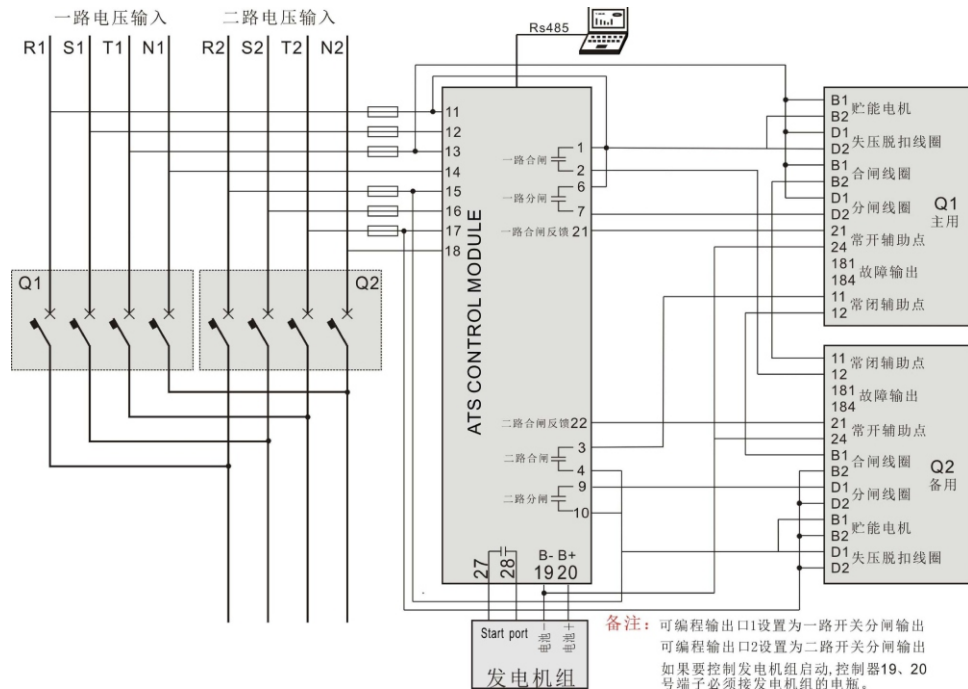 一路电压输入
二路电压输入
R1 S1 T1 N1
R2 S2 T2 N2
Rs485
Q1
Q2
ATS CONTROL MODULE
11
12
13
14
15
16
17
18
一路合闸
1
2
一路分闸
6
7
一路合闸反馈 21
二路合闸反馈 22
二路合闸
3
4
二路分闸
9
10
27
28
B- B+
19 20
Start port
电池 -
电池 +
发电机组
B1
贮能电机
B2
D1
失压脱扣线圈
D2
B1
合闸线圈
B2
D1
分闸线圈
D2
21
常开辅助点
24
181
故障输出
184
11
常闭辅助点
12
Q1
主用
11
常闭辅助点
12
181
故障输出
184
21
常开辅助点
24
B1
合闸线圈
B2
D1
分闸线圈
D2
B1
贮能电机
B2
D1
失压脱扣线圈
D2
Q2
备用
备注：可编程输出口1设置为一路开关分闸输出
可编程输出口2设置为二路开关分闸输出
如果要控制发电机组启动,控制器19、20
号端子必须接发电机组的电瓶。